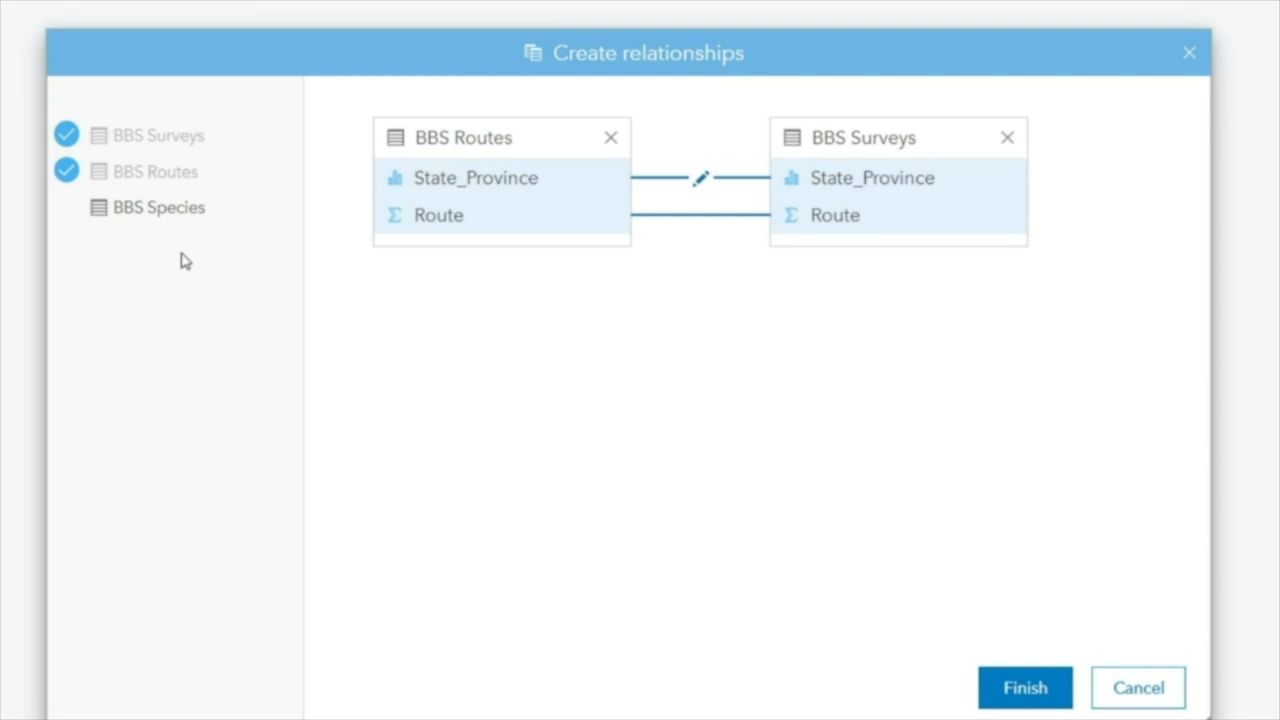 Create relationships
BBS Surveys
BBS Routes
BBS Species
BBS Routes
State_Province
Route
BBS Surveys
State_Province
Route
Finish
Cancel